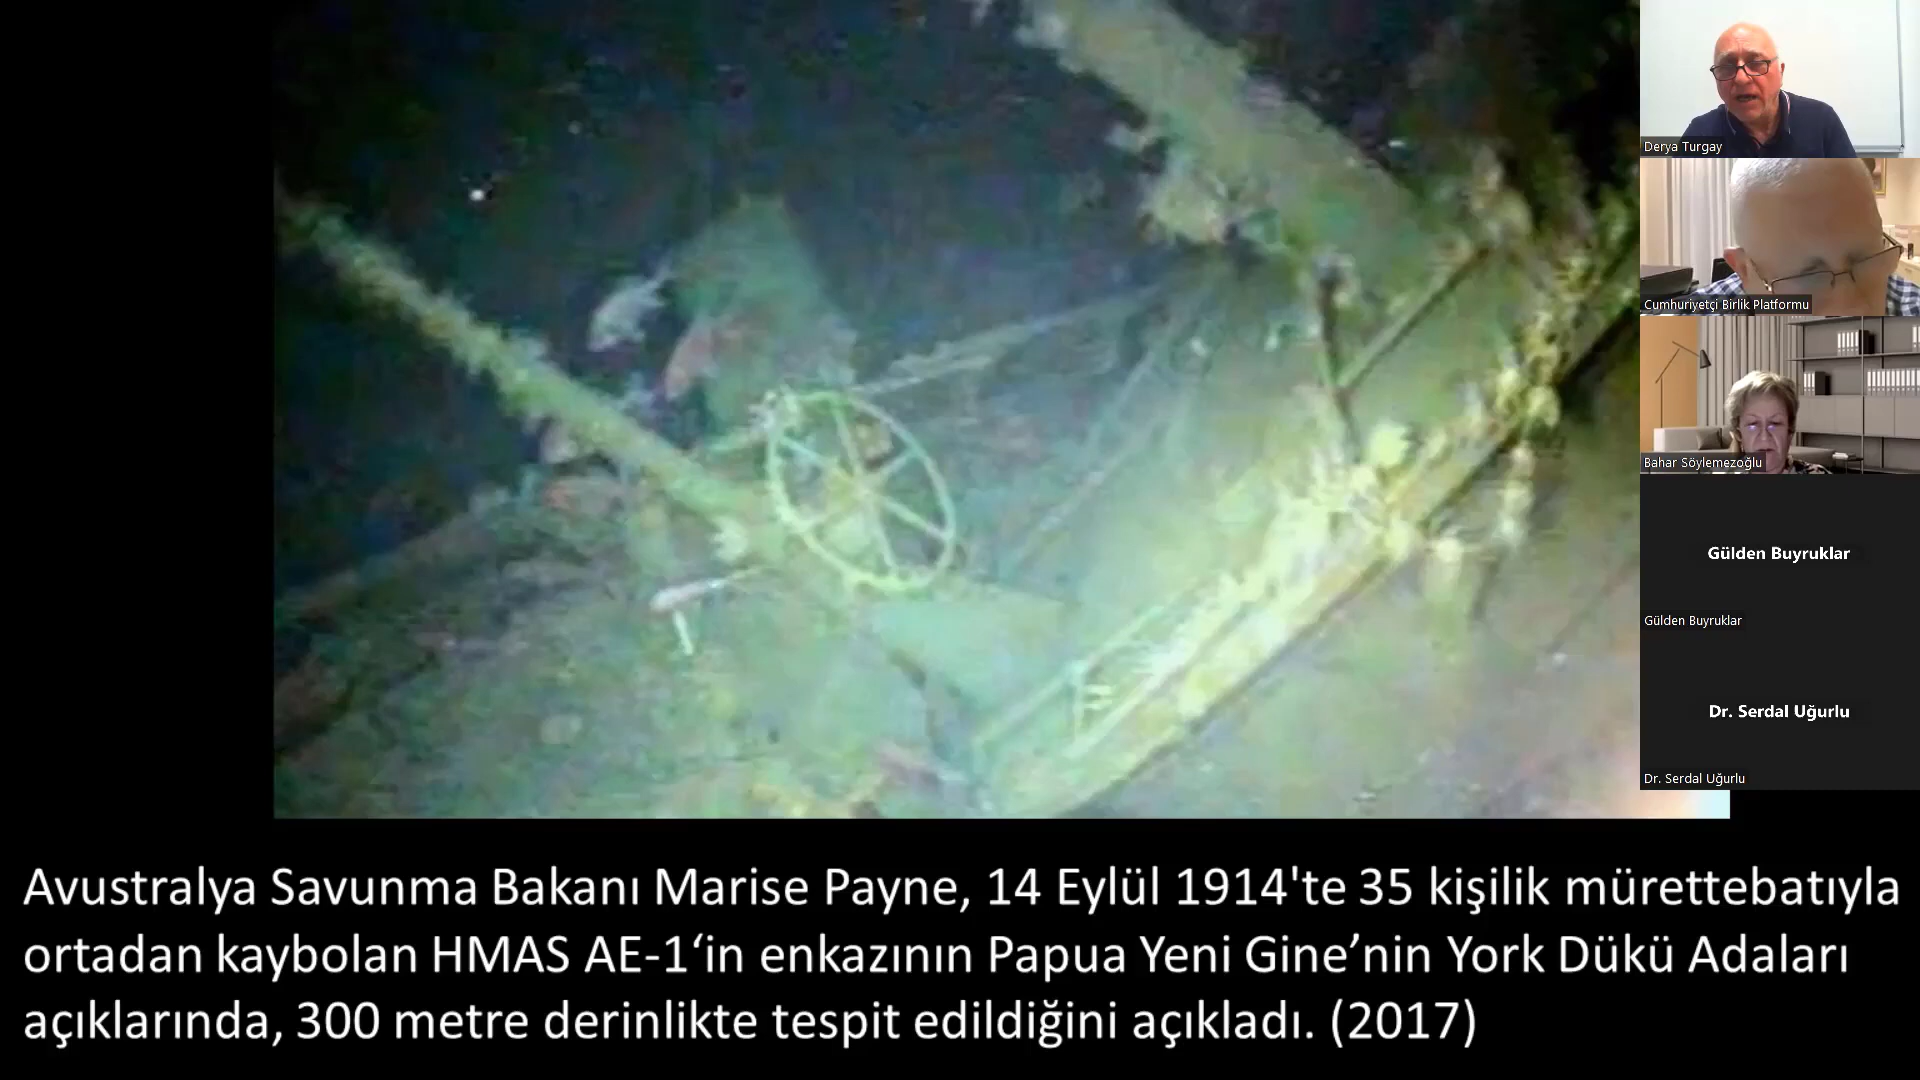 Avustralya Savunma Bakanı Marise Payne, 14 Eylül 1914'te 35 kişilik mürettebatıyla
ortadan kaybolan HMAS AE-1‘in enkazının Papua Yeni Gine’nin York Dükü Adaları
açıklarında, 300 metre derinlikte tespit edildiğini açıkladı. (2017)
Derya Turgay
Cumhuriyetçi Birlik Platformu
Bahar Söylemezoğlu
Gülden Buyruklar
Gülden Buyruklar
Dr. Serdal Uğurlu
Dr. Serdal Uğurlu